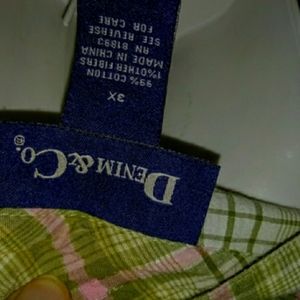 DENIM & CO.®
3X
99% COTTON
1% OTHER FIBERS
MADE IN CHINA
RN 81893
SEE REVERSE
FOR CARE